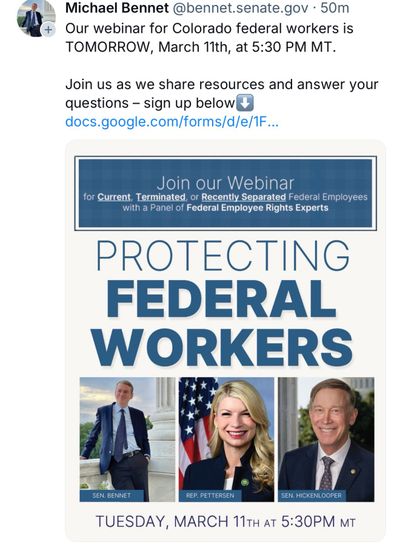 Michael Bennet @bennet.senate.gov · 50m
Our webinar for Colorado federal workers is
TOMORROW, March 11th, at 5:30 PM MT.
Join us as we share resources and answer your
questions – sign up below⬇️
docs.google.com/forms/d/e/1F...
Join our Webinar
for Current, Terminated, or Recently Separated Federal Employees
with a Panel of Federal Employee Rights Experts
PROTECTING
FEDERAL
WORKERS
SEN. BENNET
REP. PETTERSEN
SEN. HICKENLOOPER
TUESDAY, MARCH 11TH AT 5:30PM MT